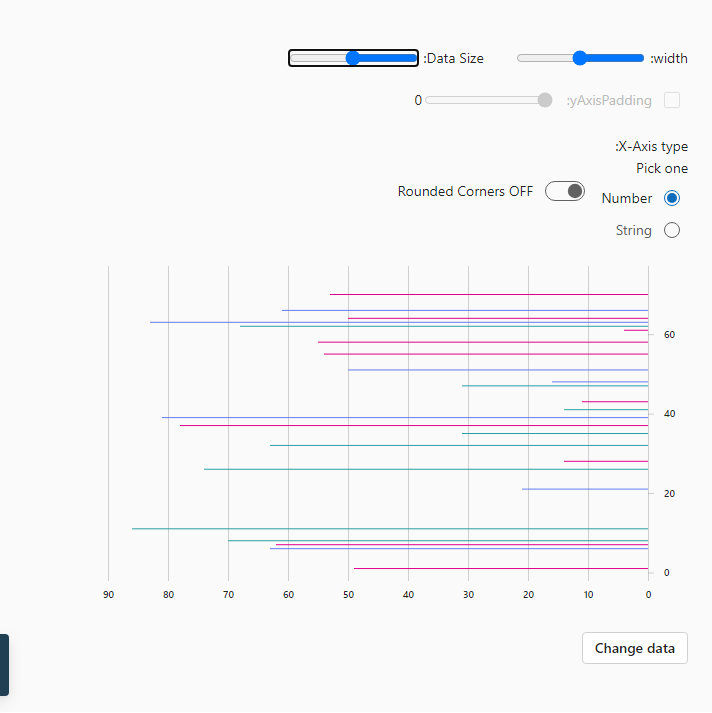 :width
:Data Size
:yAxisPadding
0
:X-Axis type
Pick one
Number
Rounded Corners OFF
String
60
40
20
0
90 80 70 60 50 40 30 20 10 0
Change data